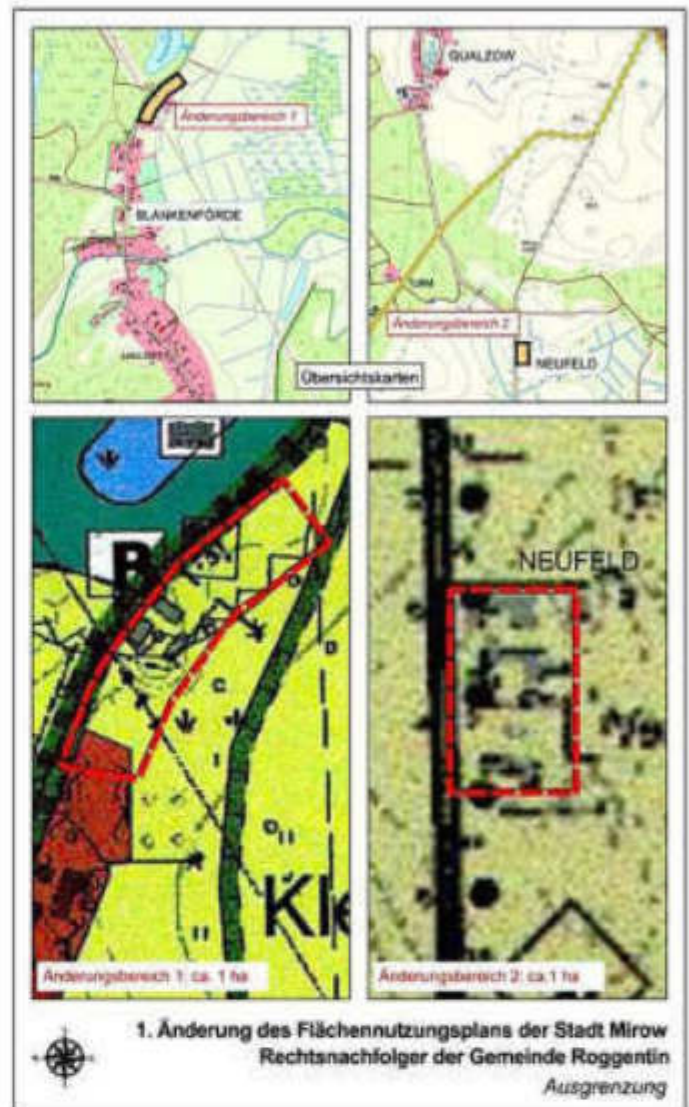 QUALZOW
Änderungsbereich 1
BLANKENFÖRDE
Änderungsbereich 2
NEUFELD
Übersichtskarten
NEUFELD
Kle
Änderungsbereich 1: ca. 1 ha
Änderungsbereich 2: ca.1 ha
1. Änderung des Flächennutzungsplans der Stadt Mirow
Rechtsnachfolger der Gemeinde Roggentin
Ausgrenzung